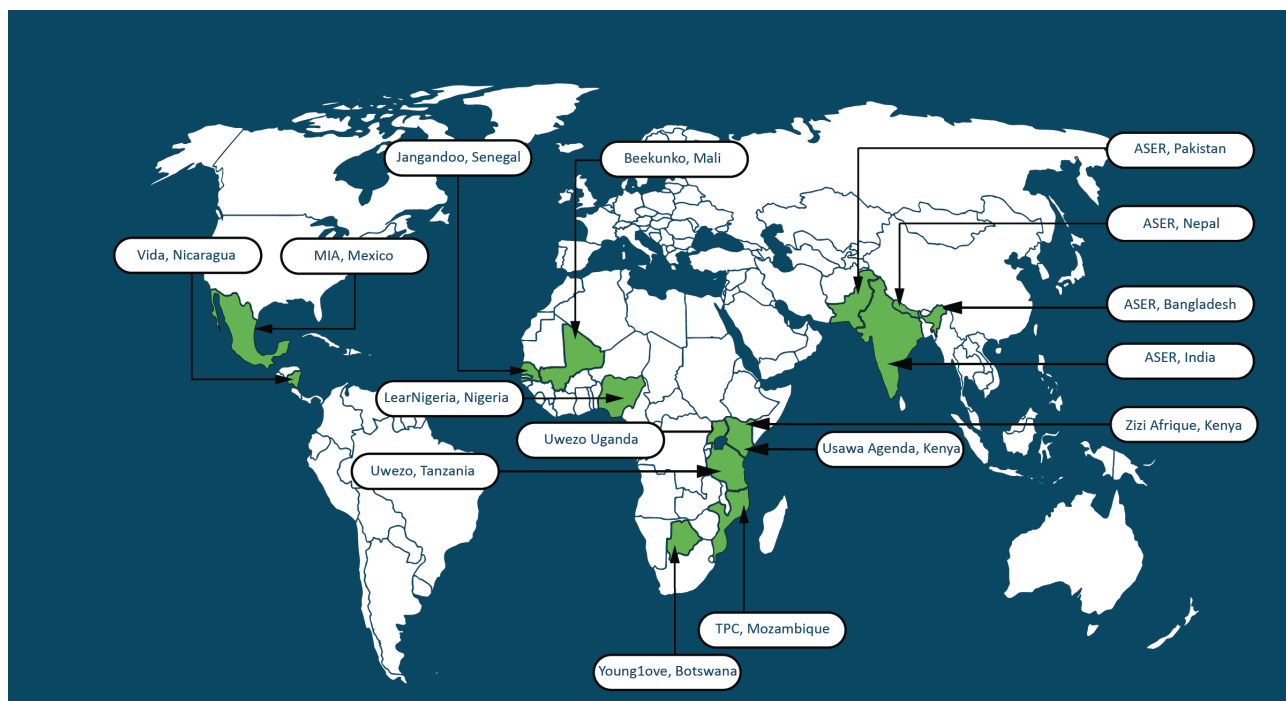 Jangandoo, Senegal
Beekunko, Mali
ASER, Pakistan
ASER, Nepal
Vida, Nicaragua
MIA, Mexico
ASER, Bangladesh
ASER, India
LearNigeria, Nigeria
Zizi Afrique, Kenya
Uwezo Uganda
Usawa Agenda, Kenya
Uwezo, Tanzania
TPC, Mozambique
Young1ove, Botswana